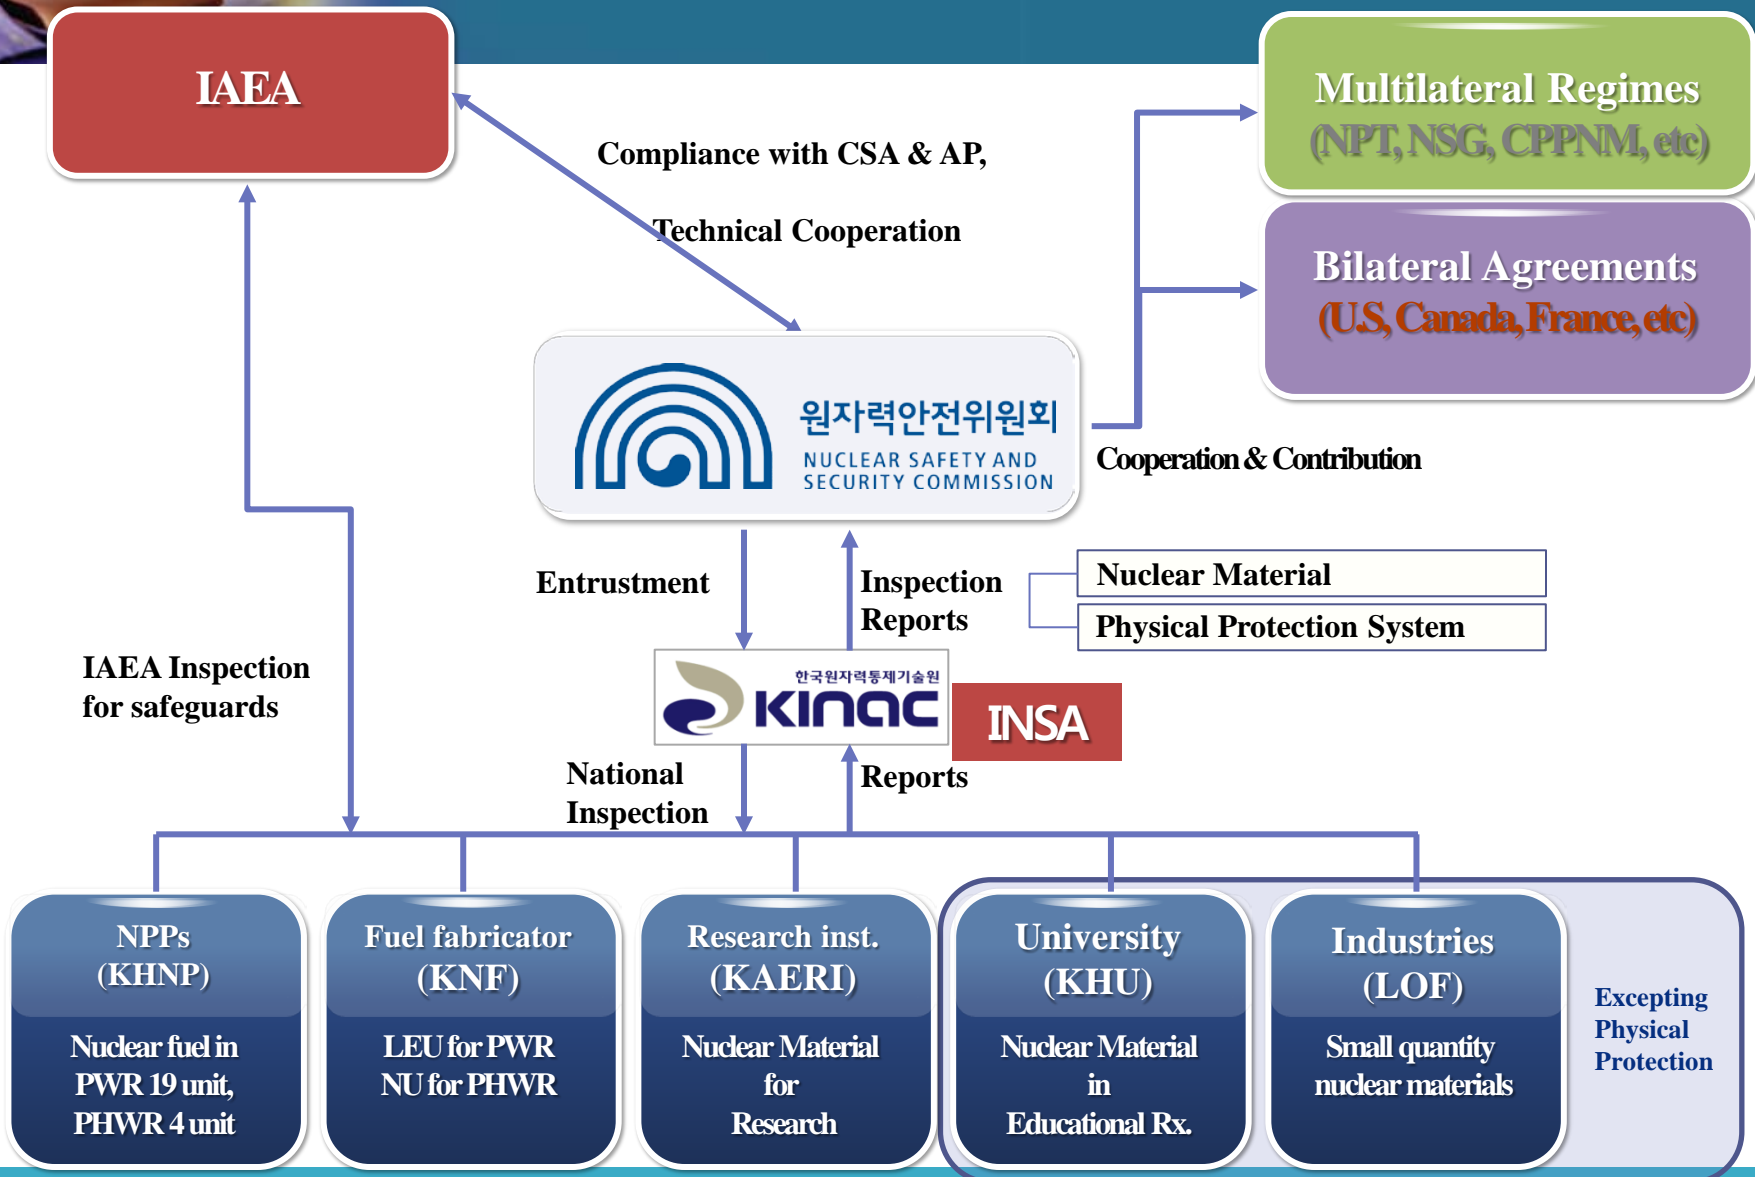 IAEA
Multilateral Regimes
(NPT, NSG, CPPNM, etc)
Compliance with CSA & AP,
Technical Cooperation
Bilateral Agreements
(U.S, Canada, France, etc)
원자력안전위원회
NUCLEAR SAFETY AND
SECURITY COMMISSION
Cooperation & Contribution
Entrustment
Inspection
Reports
Nuclear Material
Physical Protection System
IAEA Inspection
for safeguards
한국원자력통제기술원
KINAC
INSA
National
Inspection
Reports
NPPs
(KHNP)
Nuclear fuel in
PWR 19 unit,
PHWR 4 unit
Fuel fabricator
(KNF)
LEU for PWR
NU for PHWR
Research inst.
(KAERI)
Nuclear Material
for
Research
University
(KHU)
Nuclear Material
in
Educational Rx.
Industries
(LOF)
Small quantity
nuclear materials
Excepting
Physical
Protection